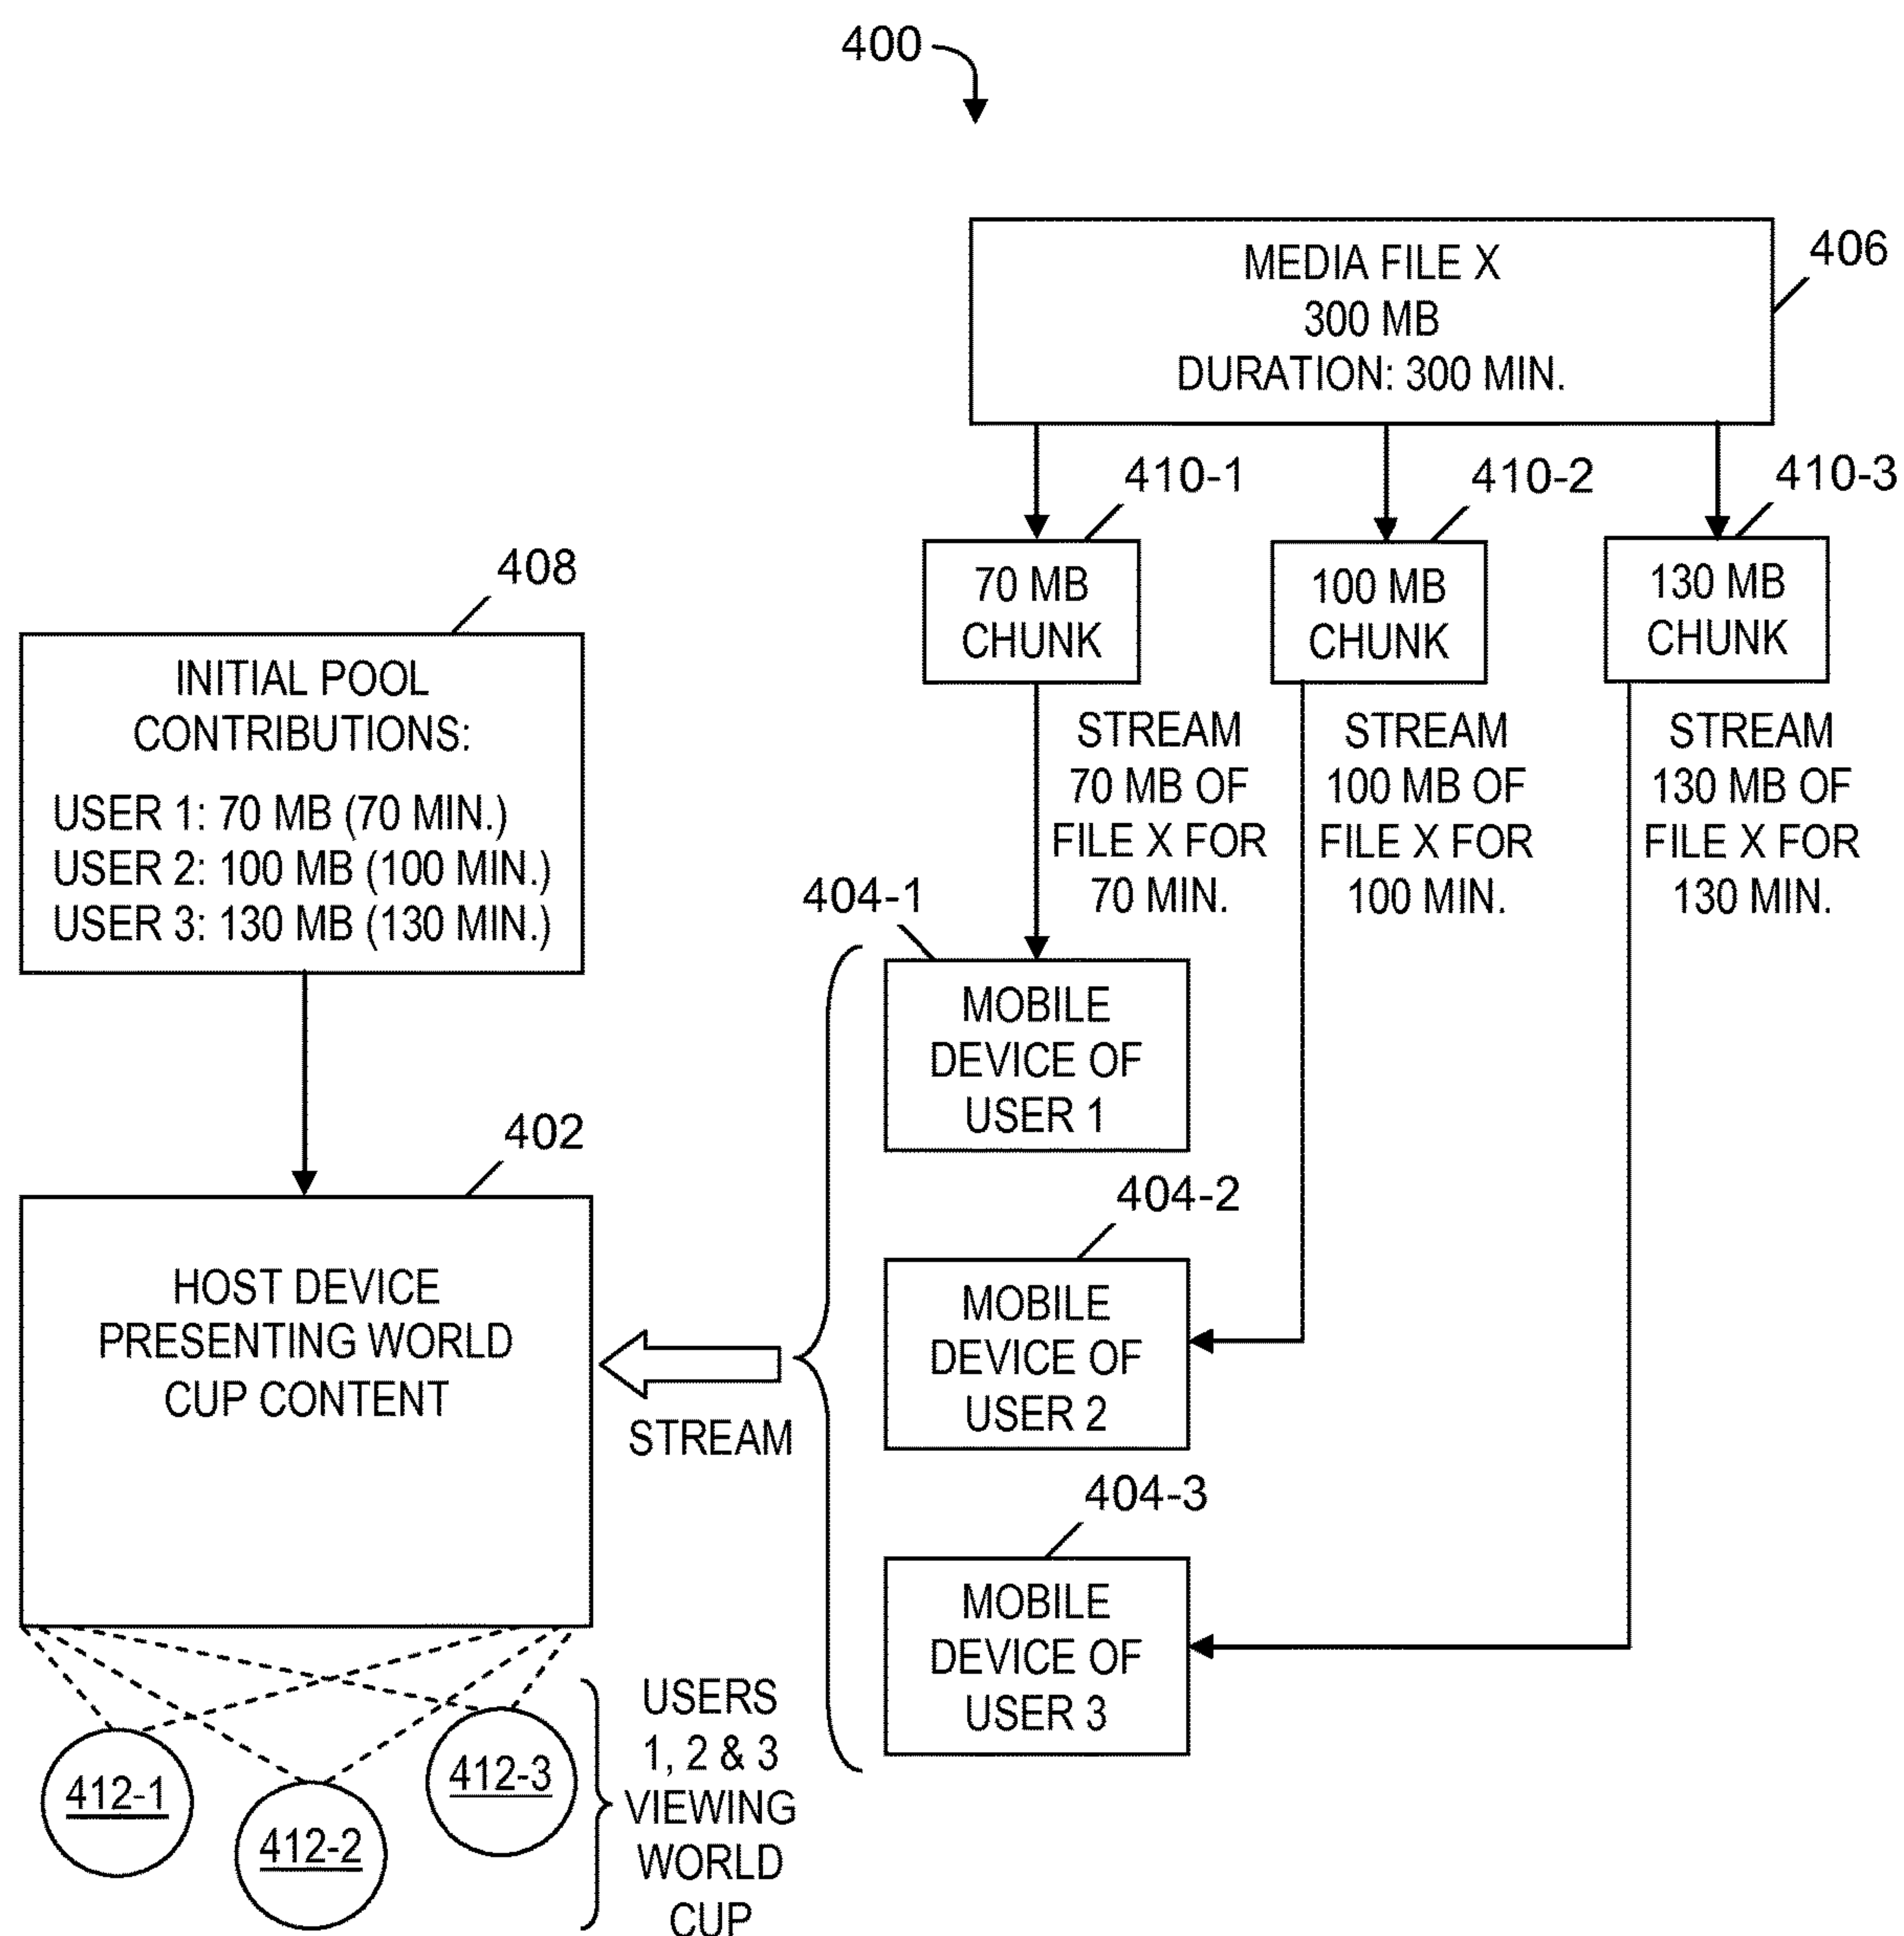 400
MEDIA FILE X
300 MB
DURATION: 300 MIN.
406
410-1
410-2
410-3
70 MB
CHUNK
100 MB
CHUNK
130 MB
CHUNK
408
INITIAL POOL
CONTRIBUTIONS:
USER 1: 70 MB (70 MIN.)
USER 2: 100 MB (100 MIN.)
USER 3: 130 MB (130 MIN.)
STREAM
70 MB OF
FILE X FOR
70 MIN.
STREAM
100 MB OF
FILE X FOR
100 MIN.
STREAM
130 MB OF
FILE X FOR
130 MIN.
404-1
MOBILE
DEVICE OF
USER 1
402
HOST DEVICE
PRESENTING WORLD
CUP CONTENT
STREAM
404-2
MOBILE
DEVICE OF
USER 2
404-3
MOBILE
DEVICE OF
USER 3
412-1
412-2
412-3
USERS
1, 2 & 3
VIEWING
WORLD
CUP